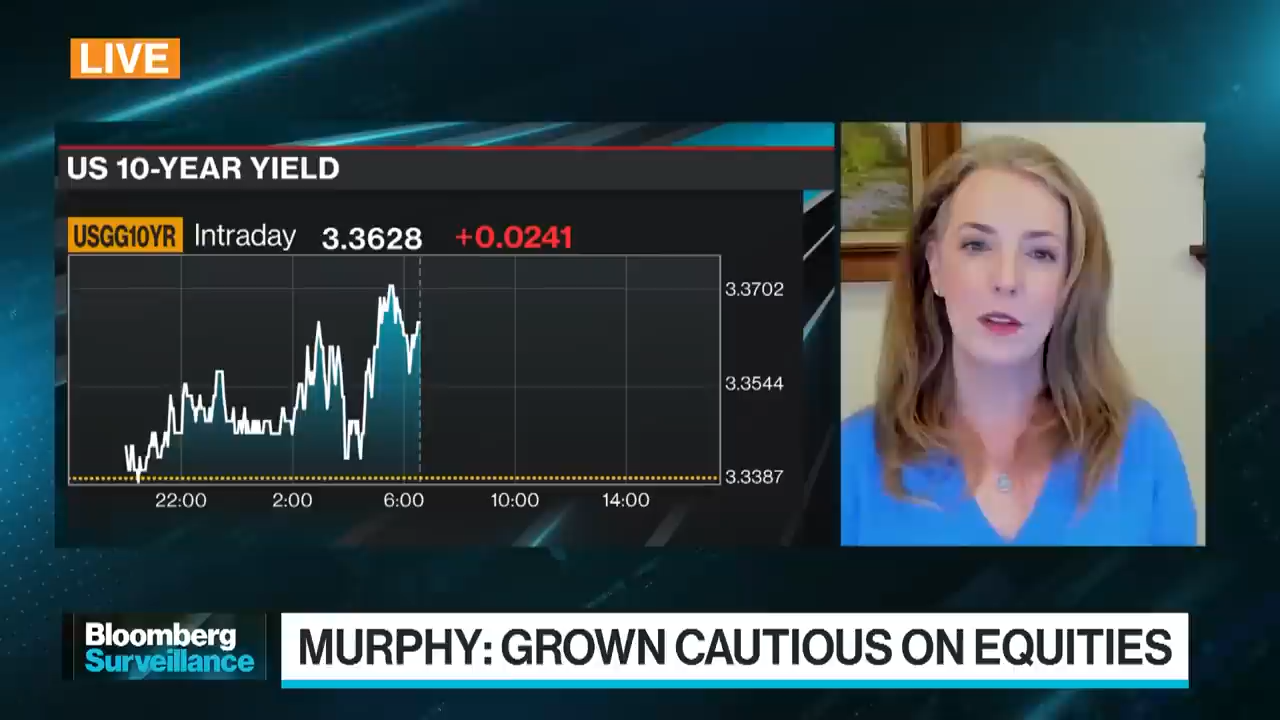 LIVE
US 10-YEAR YIELD
USGG10YR Intraday 3.3628 +0.0241
3.3702
3.3544
3.3387
22:00 2:00 6:00 10:00 14:00
Bloomberg
Surveillance
MURPHY: GROWN CAUTIOUS ON EQUITIES